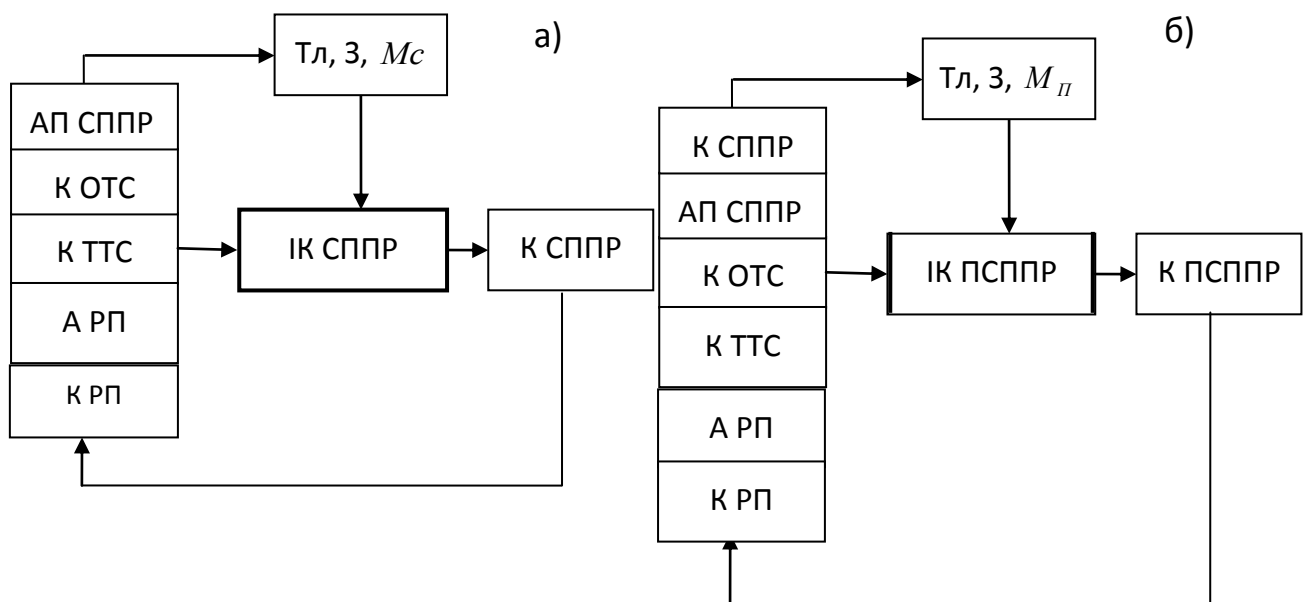 а)
Тл, З, Mc
АП СППР
К ОТС
К ТТС
А РП
К РП
ІК СППР
К СППР
б)
Тл, З, M П
К СППР
АП СППР
К ОТС
К ТТС
А РП
К РП
ІК ПСППР
К ПСППР